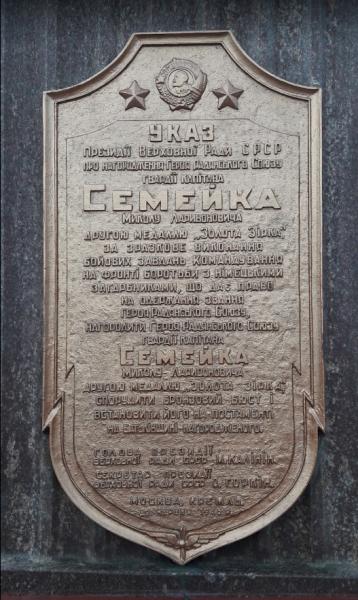 УКАЗ
ПРЕЗИДІЇ ВЕРХОВНОЇ РАДИ СРСР
ПРО НАГОРОДЖЕННЯ ГЕРОЯ РАДЯНСЬКОГО СОЮЗУ
ГВАРДІЇ КАПІТАНА
СЕМЕЙКА
МИКОЛУ ЛАРИВОНОВИЧА
ДРУГОЮ МЕДАЛЛЮ „ЗОЛОТА ЗІРКА"
ЗА ЗРАЗКОВЕ ВИКОНАННЯ
БОЙОВИХ ЗАВДАНЬ КОМАНДУВАННЯ
НА ФРОНТІ БОРОТЬБИ З НІМЕЦЬКИМИ
ЗАГАРБНИКАМИ, ЩО ДАЄ ПРАВО
НА ОДЕРЖАННЯ ЗВАННЯ
ГЕРОЯ РАДЯНСЬКОГО СОЮЗУ,
НАГОРОДИТИ ГЕРОЯ РАДЯНСЬКОГО СОЮЗУ
ГВАРДІЇ КАПІТАНА
СЕМЕЙКА
МИКОЛУ ЛАРИВОНОВИЧА
ДРУГОЮ МЕДАЛЛЮ „ЗОЛОТА ЗІРКА",
СПОРУДИТИ БРОНЗОВИЙ БЮСТ І
ВСТАНОВИТИ ЙОГО НА ПОСТАМЕНТІ
НА БАТЬКІВЩИНІ НАГОРОДЖЕНОГО.
ГОЛОВА ПРЕЗИДІЇ
ВЕРХОВНОЇ РАДИ СРСР М. КАЛІНІН.
СЕКРЕТАР ПРЕЗИДІЇ
ВЕРХОВНОЇ РАДИ СРСР О. ГОРКІН.
МОСКВА, КРЕМЛЬ.